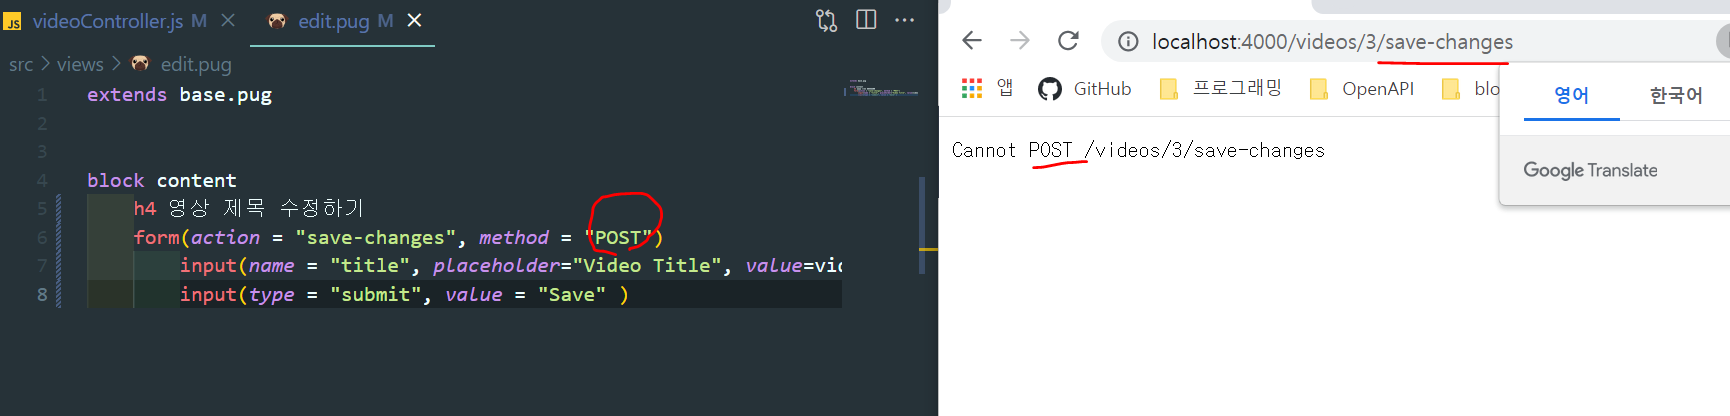 JS videoController.js M
edit.pug M
src > views > edit.pug
1 extends base.pug
2
3
4 block content
5 h4 영상 제목 수정하기
6 form(action = "save-changes", method = "POST")
7 input(name = "title", placeholder="Video Title", value=vid
8 input(type = "submit", value = "Save" )
localhost:4000/videos/3/save-changes
앱 GitHub 프로그래밍 OpenAPI blo
영어 한국어
Cannot POST /videos/3/save-changes
Google Translate